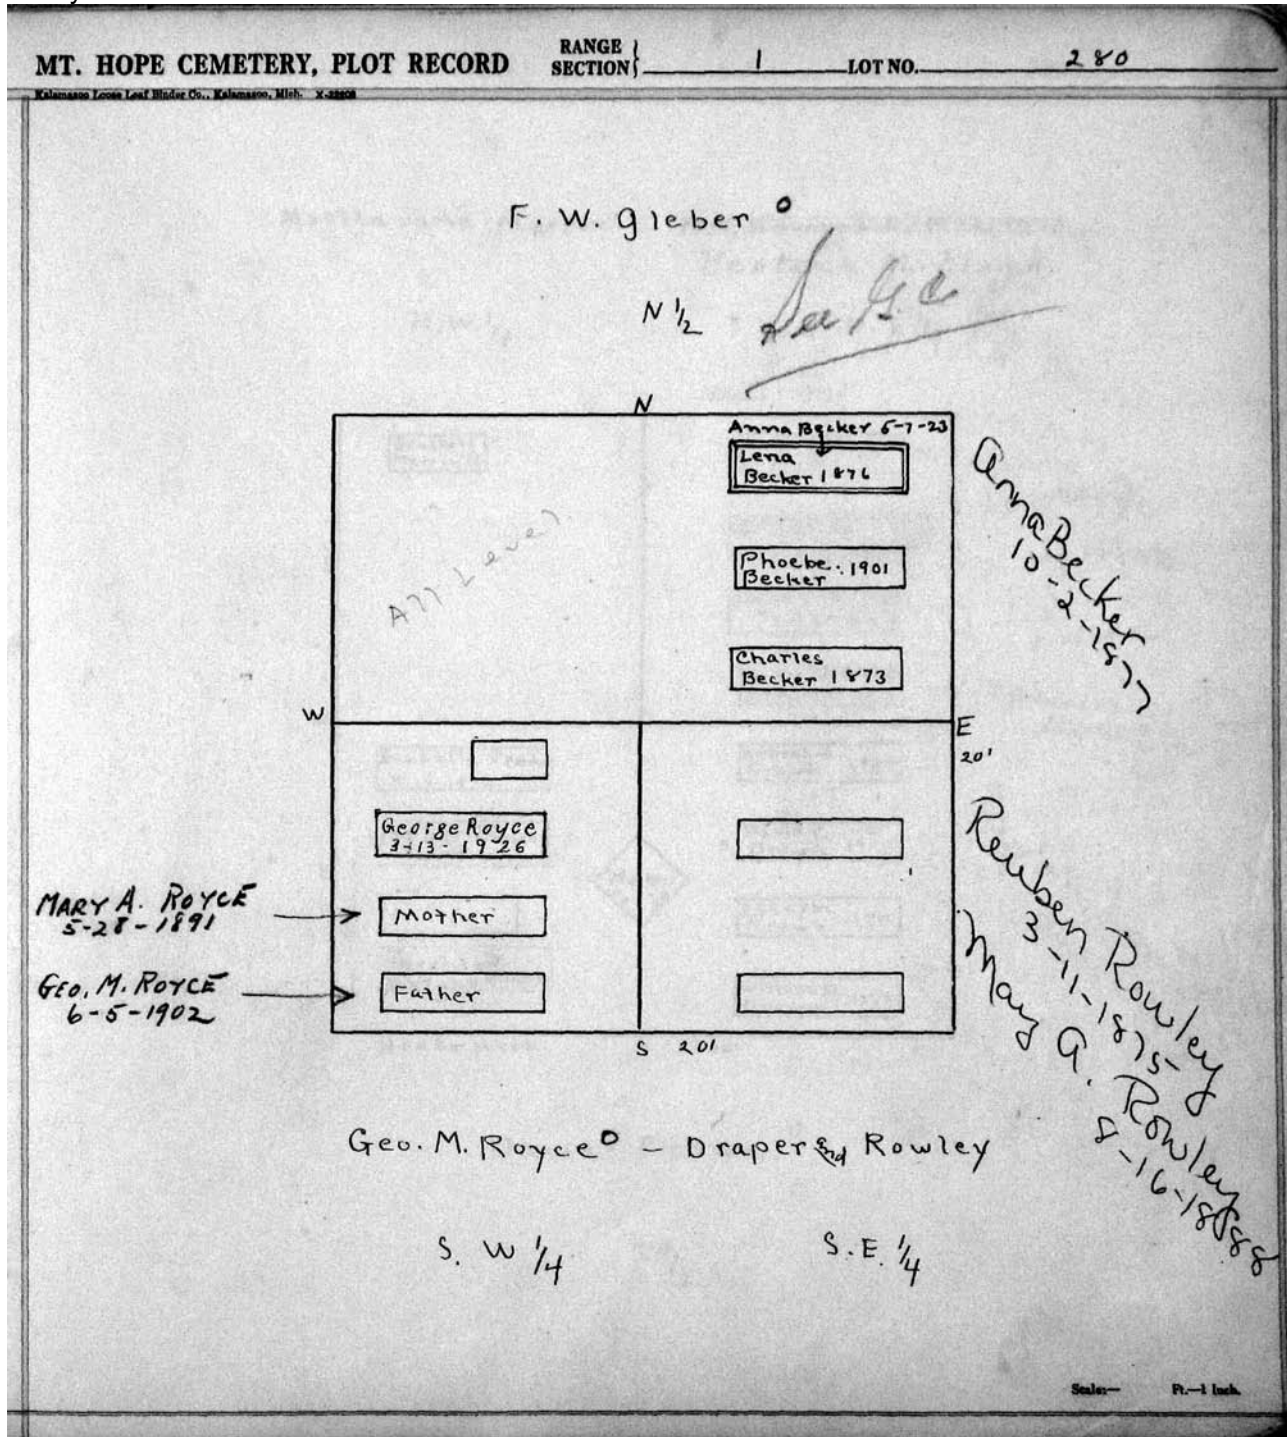 MT. HOPE CEMETERY, PLOT RECORD
RANGE
SECTION
1
LOT NO.
280
Kalamazoo Loose Leaf Binder Co., Kalamazoo, Mich.
F. W. Gleber o
N 1/2
See G C
N
Anna Becker 5-7-23
Lena
Becker 1876
Anna Becker
10-2-1877
All Level
Phoebe
Becker 1901
Charles
Becker 1873
W
E
20'
George Royce
3-13-1926
Reuben Rowley
3-11-1875
MARY A. ROYCE
5-28-1891
Mother
Mary A. Rowley
8-16-1888
GEO. M. ROYCE
6-5-1902
Father
S 20'
Geo. M. Royce o - Draper and Rowley
S. W 1/4
S. E. 1/4
Scale:— Ft.—1 Inch.